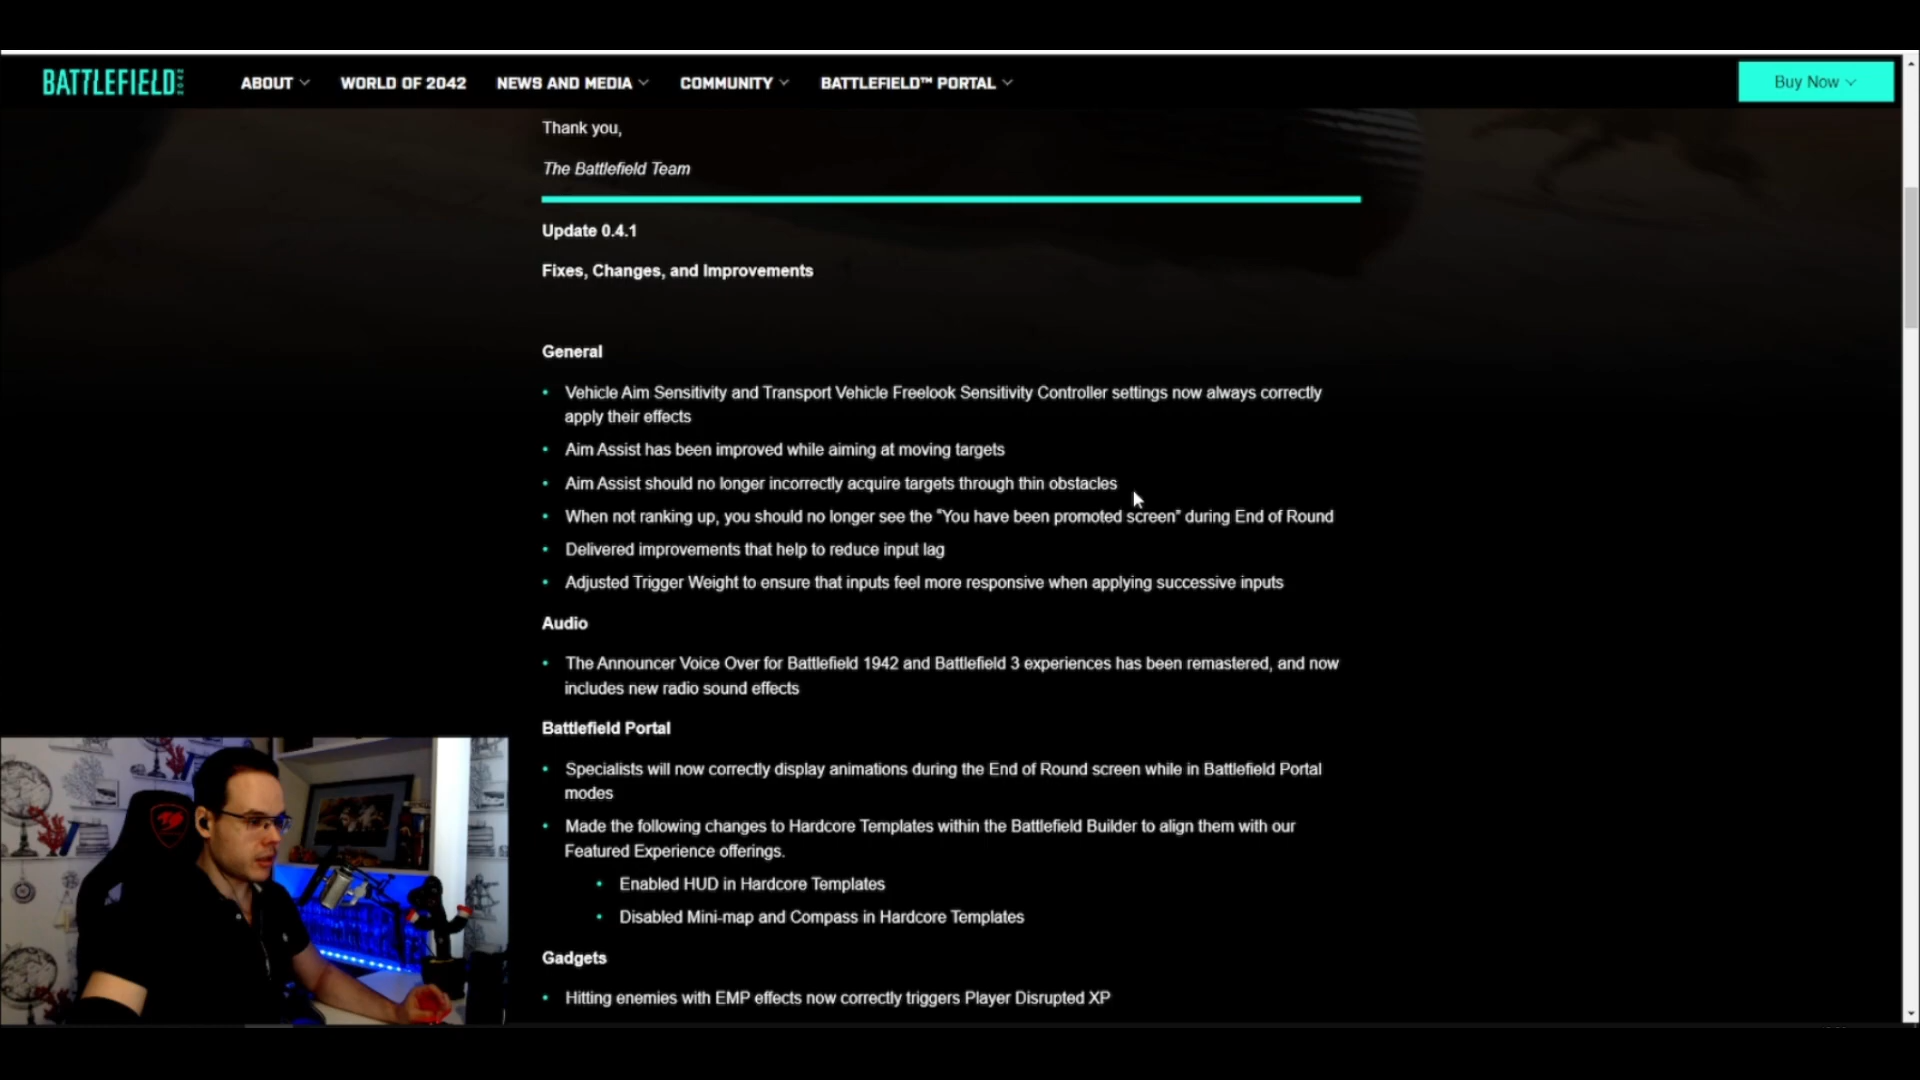 BATTLEFIELD 2042
ABOUT
WORLD OF 2042
NEWS AND MEDIA
COMMUNITY
BATTLEFIELD™ PORTAL
Buy Now
Thank you,
The Battlefield Team
Update 0.4.1
Fixes, Changes, and Improvements
General
• Vehicle Aim Sensitivity and Transport Vehicle Freelook Sensitivity Controller settings now always correctly
apply their effects
• Aim Assist has been improved while aiming at moving targets
• Aim Assist should no longer incorrectly acquire targets through thin obstacles
• When not ranking up, you should no longer see the "You have been promoted screen" during End of Round
• Delivered improvements that help to reduce input lag
• Adjusted Trigger Weight to ensure that inputs feel more responsive when applying successive inputs
Audio
• The Announcer Voice Over for Battlefield 1942 and Battlefield 3 experiences has been remastered, and now
includes new radio sound effects
Battlefield Portal
• Specialists will now correctly display animations during the End of Round screen while in Battlefield Portal
modes
• Made the following changes to Hardcore Templates within the Battlefield Builder to align them with our
Featured Experience offerings.
• Enabled HUD in Hardcore Templates
• Disabled Mini-map and Compass in Hardcore Templates
Gadgets
• Hitting enemies with EMP effects now correctly triggers Player Disrupted XP